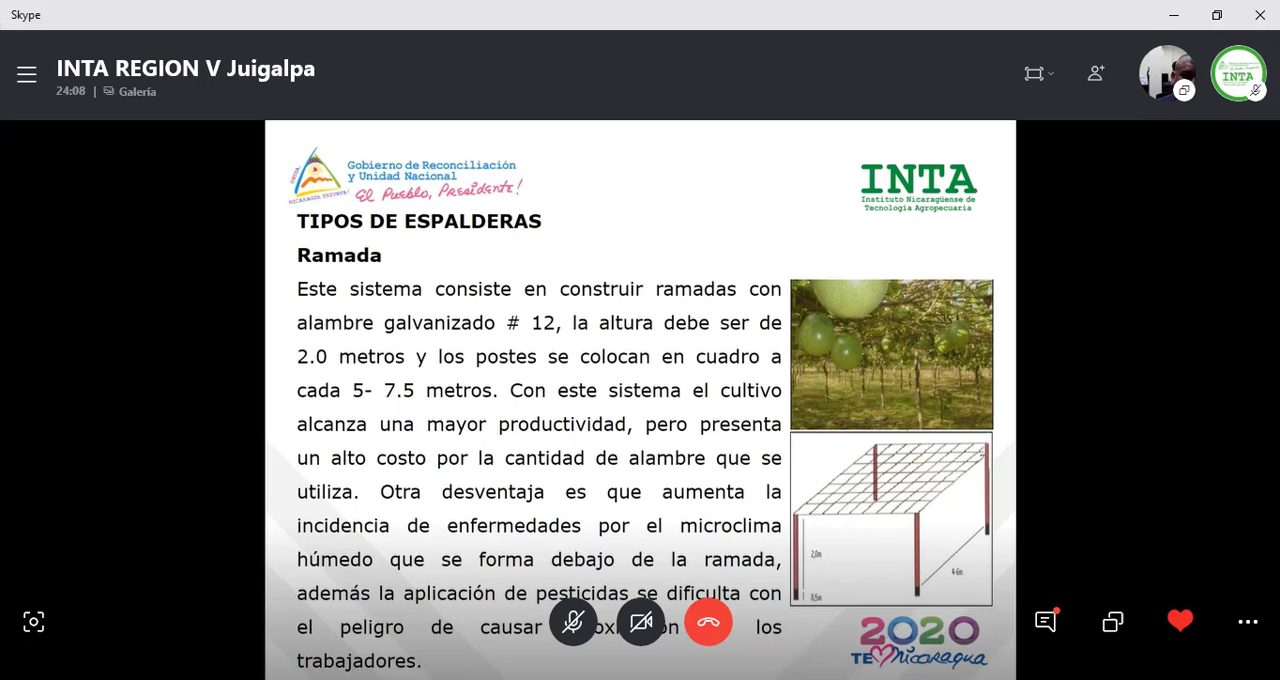 Skype
INTA REGION V Juigalpa
24:08 | Galería
INTA
Gobierno de Reconciliación
y Unidad Nacional
El Pueblo, Presidente!
NICARAGUA TRIUNFA!
INTA
Instituto Nicaragüense de
Tecnología Agropecuaria
TIPOS DE ESPALDERAS
Ramada
Este sistema consiste en construir ramadas con
alambre galvanizado # 12, la altura debe ser de
2.0 metros y los postes se colocan en cuadro a
cada 5- 7.5 metros. Con este sistema el cultivo
alcanza una mayor productividad, pero presenta
un alto costo por la cantidad de alambre que se
utiliza. Otra desventaja es que aumenta la
incidencia de enfermedades por el microclima
húmedo que se forma debajo de la ramada,
además la aplicación de pesticidas se dificulta con
el peligro de causar los
trabajadores.
2,0m
4-6m
0,5m
2020
TE Nicaragua